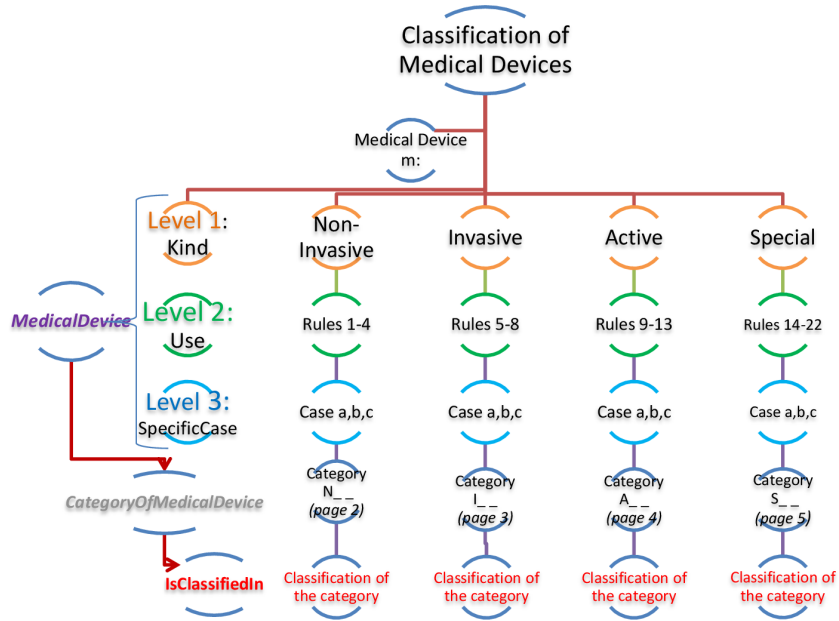 Classification of
Medical Devices
Medical Device
m:
Level 1:
Kind
Non-
Invasive
Invasive
Active
Special
MedicalDevice
Level 2:
Use
Rules 1-4
Rules 5-8
Rules 9-13
Rules 14-22
Level 3:
SpecificCase
Case a,b,c
Case a,b,c
Case a,b,c
Case a,b,c
CategoryOfMedicalDevice
Category
N_ _
(page 2)
Category
I_ _
(page 3)
Category
A_ _
(page 4)
Category
S_ _
(page 5)
IsClassifiedIn
Classification of
the category
Classification of
the category
Classification of
the category
Classification of
the category